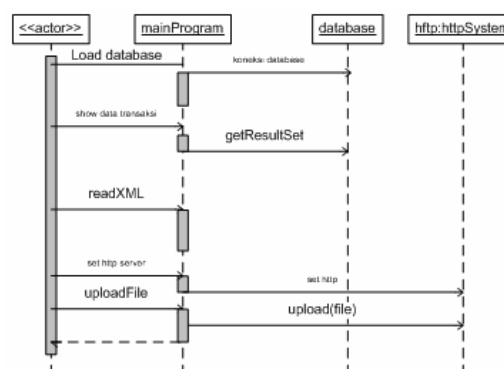 <<actor>>
mainProgram
database
hftp:httpSystem
Load database
koneksi database
show data transaksi
getResultSet
readXML
set http server
set http
uploadFile
upload(file)